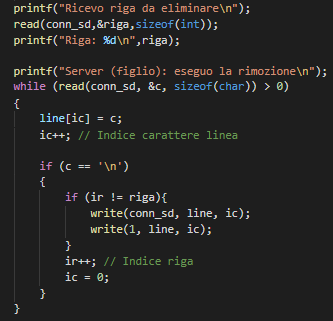 printf("Ricevo riga da eliminare\n");
read(conn_sd,&riga,sizeof(int));
printf("Riga: %d\n",riga);

printf("Server (figlio): eseguo la rimozione\n");
while (read(conn_sd, &c, sizeof(char)) > 0)
{
    line[ic] = c;
    ic++; // Indice carattere linea

    if (c == '\n')
    {
        if (ir != riga){
            write(conn_sd, line, ic);
            write(1, line, ic);
        }
        ir++; // Indice riga
        ic = 0;
    }
}